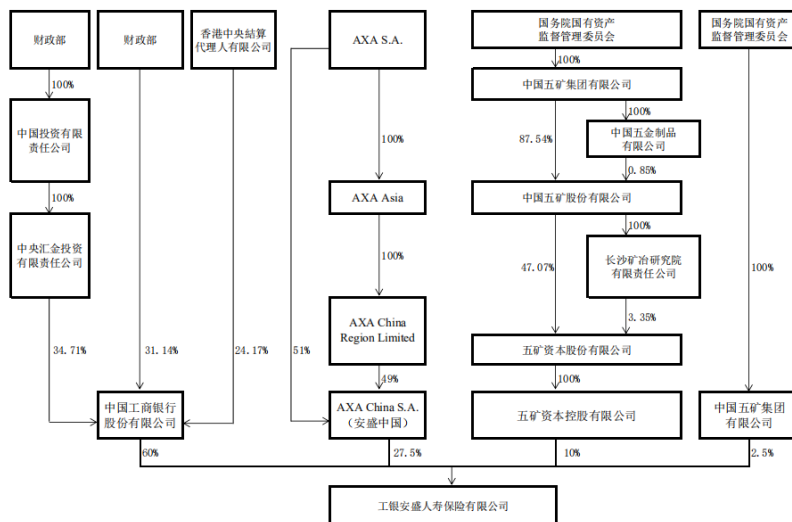 财政部
财政部
香港中央結算
代理人有限公司
AXA S.A.
国务院国有资产
监督管理委员会
国务院国有资产
监督管理委员会
100%
100%
中国五矿集团有限公司
中国投资有限
责任公司
100%
87.54%
100%
中国五金制品
有限公司
0.85%
100%
AXA Asia
中国五矿股份有限公司
中央汇金投资
有限责任公司
100%
47.07%
100%
长沙矿冶研究院
有限责任公司
100%
AXA China
Region Limited
3.35%
34.71%
31.14%
24.17%
51%
五矿资本股份有限公司
49%
100%
中国工商银行
股份有限公司
AXA China S.A.
（安盛中国）
五矿资本控股有限公司
中国五矿集团
有限公司
60%
27.5%
10%
2.5%
工银安盛人寿保险有限公司